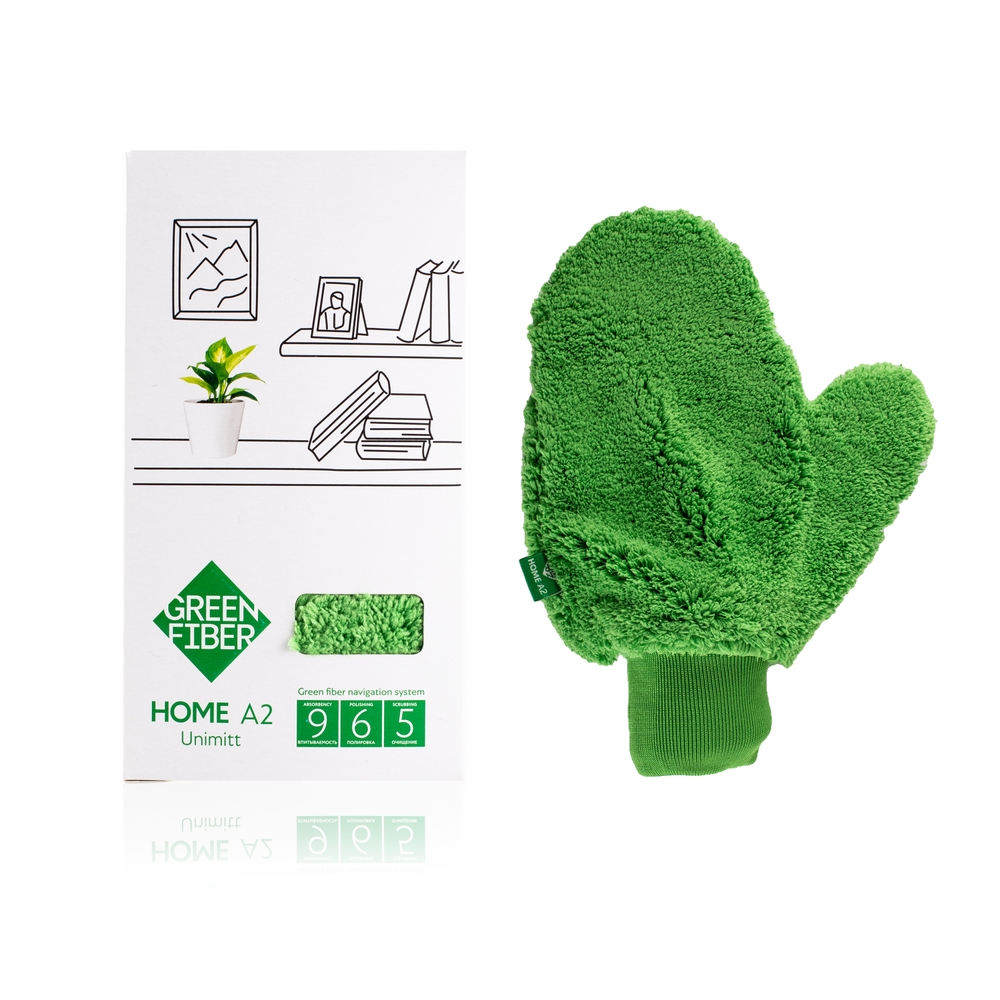 GREEN
FIBER
HOME A2
Unimitt
Green fiber navigation system
ABSORBENCY POLISHING SCRUBBING
9 6 5
ВПИТЫВАЕМОСТЬ ПОЛИРОВКА ОЧИЩЕНИЕ
HOME A2